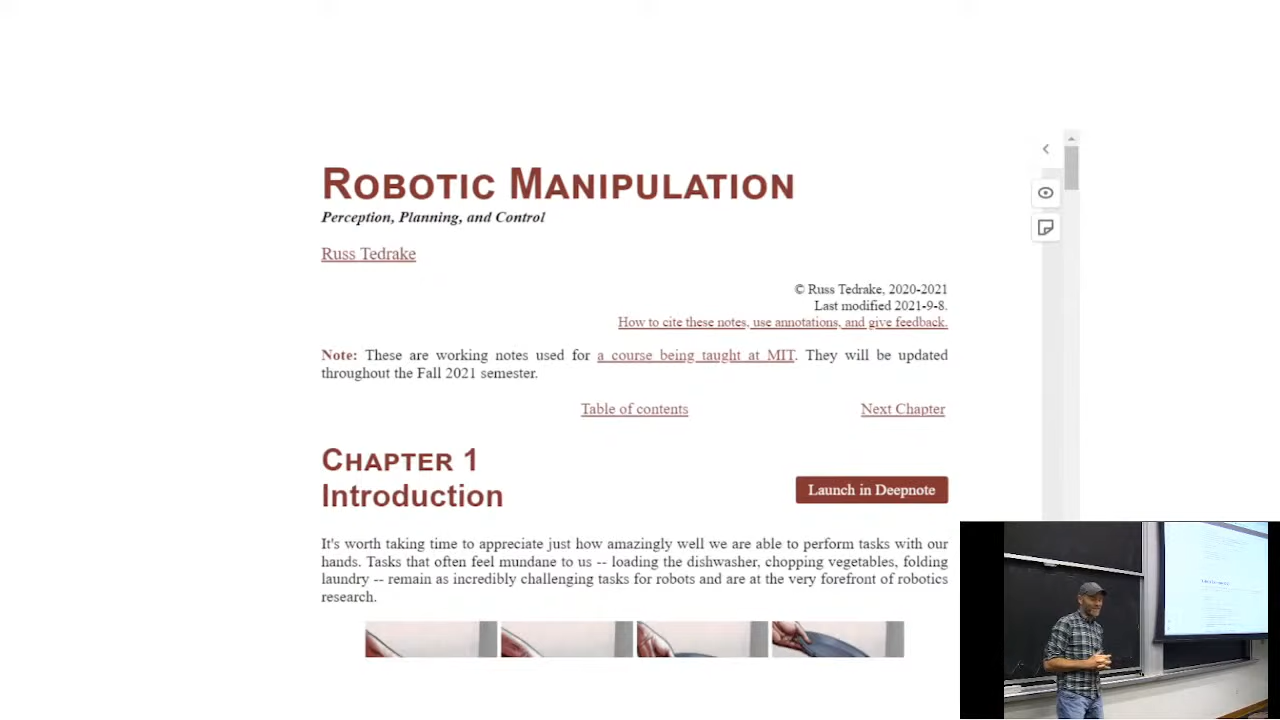 Robotic Manipulation
Perception, Planning, and Control
Russ Tedrake
© Russ Tedrake, 2020-2021
Last modified 2021-9-8.
How to cite these notes, use annotations, and give feedback.
Note: These are working notes used for a course being taught at MIT. They will be updated
throughout the Fall 2021 semester.
Table of contents
Next Chapter
Chapter 1
Introduction
Launch in Deepnote
It's worth taking time to appreciate just how amazingly well we are able to perform tasks with our
hands. Tasks that often feel mundane to us -- loading the dishwasher, chopping vegetables, folding
laundry -- remain as incredibly challenging tasks for robots and are at the very forefront of robotics
research.